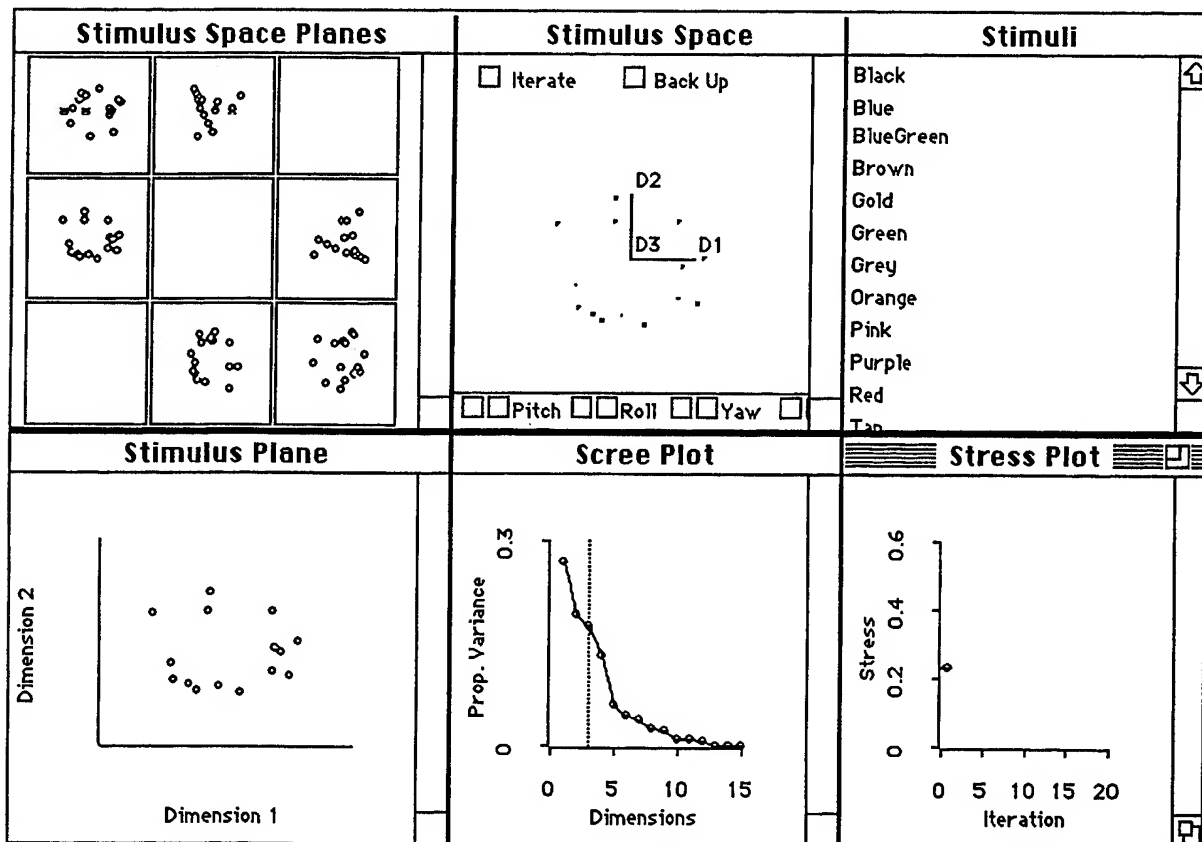 Stimulus Space Planes
Stimulus Space
Iterate Back Up
D2
D3 D1
Pitch Roll Yaw
Stimuli
Black
Blue
BlueGreen
Brown
Gold
Green
Grey
Orange
Pink
Purple
Red
Tan
Stimulus Plane
Dimension 2
Dimension 1
Scree Plot
Prop. Variance
0.3
0
0 5 10 15
Dimensions
Stress Plot
Stress
0.6
0.4
0.2
0
0 5 10 15 20
Iteration